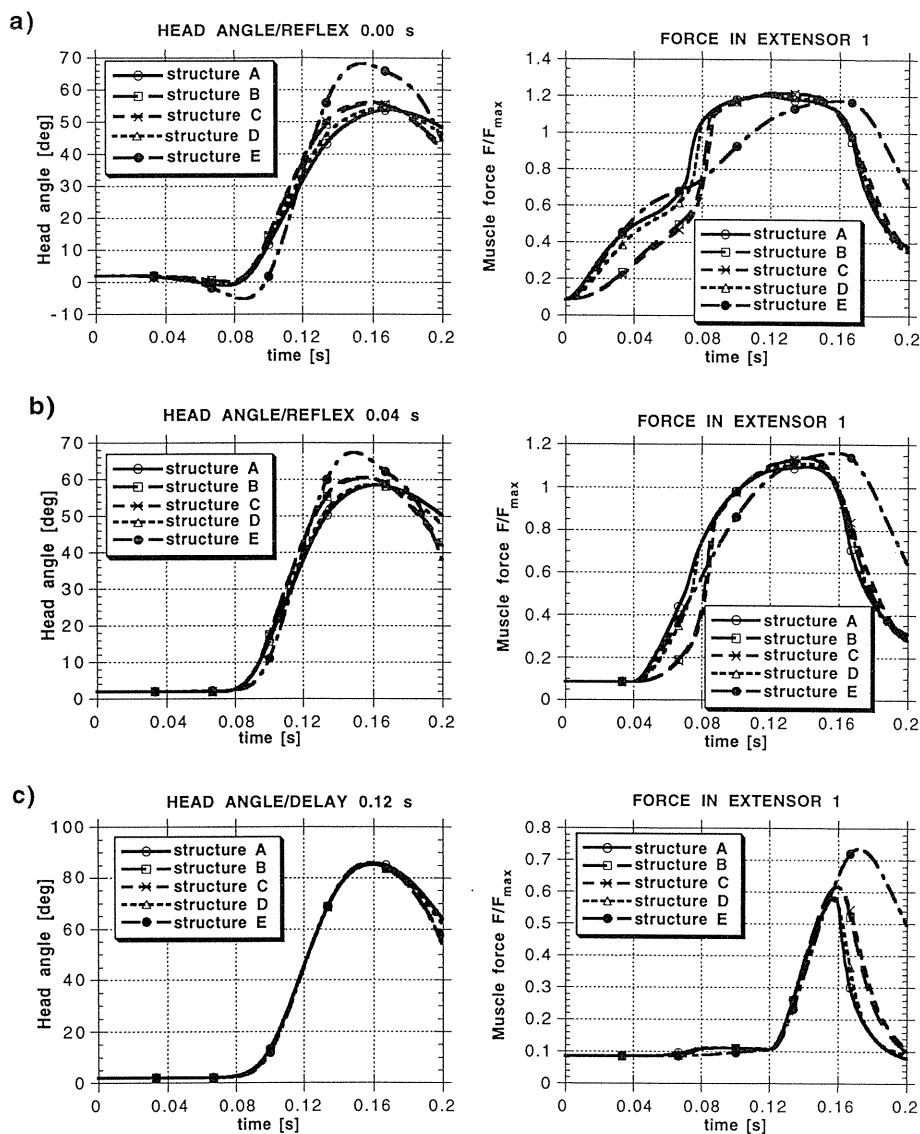 a)
HEAD ANGLE/REFLEX 0.00 s
Head angle [deg]
70
60
50
40
30
20
10
0
-10
structure A
structure B
structure C
structure D
structure E
0 0.04 0.08 0.12 0.16 0.2
time [s]
FORCE IN EXTENSOR 1
Muscle force F/Fmax
1.4
1.2
1
0.8
0.6
0.4
0.2
0
structure A
structure B
structure C
structure D
structure E
0 0.04 0.08 0.12 0.16 0.2
time [s]
b)
HEAD ANGLE/REFLEX 0.04 s
Head angle [deg]
70
60
50
40
30
20
10
0
structure A
structure B
structure C
structure D
structure E
0 0.04 0.08 0.12 0.16 0.2
time [s]
FORCE IN EXTENSOR 1
Muscle force F/Fmax
1.2
1
0.8
0.6
0.4
0.2
0
structure A
structure B
structure C
structure D
structure E
0 0.04 0.08 0.12 0.16 0.2
time [s]
c)
HEAD ANGLE/DELAY 0.12 s
Head angle [deg]
100
80
60
40
20
0
structure A
structure B
structure C
structure D
structure E
0 0.04 0.08 0.12 0.16 0.2
time [s]
FORCE IN EXTENSOR 1
Muscle force F/Fmax
0.8
0.7
0.6
0.5
0.4
0.3
0.2
0.1
0
structure A
structure B
structure C
structure D
structure E
0 0.04 0.08 0.12 0.16 0.2
time [s]